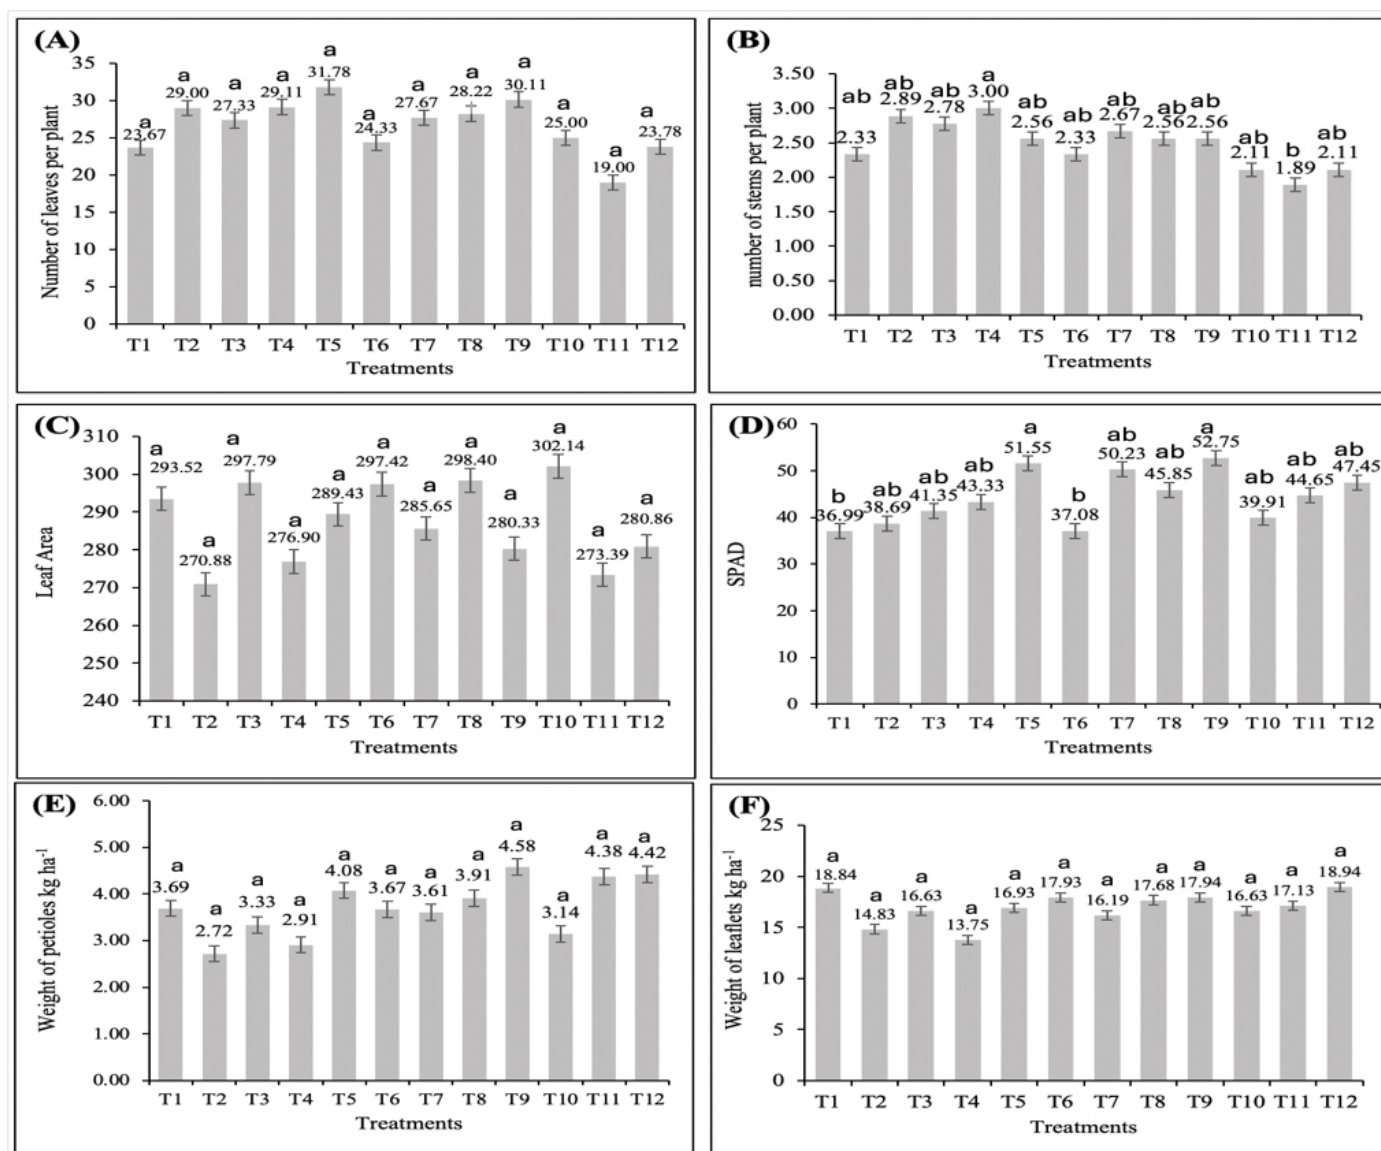 (A)
Number of leaves per plant
35
30
25
20
15
10
5
0
a a a a a a a a a a a a
23.67 29.00 27.33 29.11 31.78 24.33 27.67 28.22 30.11 25.00 19.00 23.78
T1 T2 T3 T4 T5 T6 T7 T8 T9 T10 T11 T12
Treatments
(B)
number of stems per plant
3.50
3.00
2.50
2.00
1.50
1.00
0.50
0.00
ab ab ab a ab ab ab ab ab ab b ab
2.33 2.89 2.78 3.00 2.56 2.33 2.67 2.56 2.56 2.11 1.89 2.11
T1 T2 T3 T4 T5 T6 T7 T8 T9 T10 T11 T12
Treatments
(C)
Leaf Area
310
300
290
280
270
260
250
240
a a a a a a a a a a a a
293.52 270.88 297.79 276.90 289.43 297.42 285.65 298.40 280.33 302.14 273.39 280.86
T1 T2 T3 T4 T5 T6 T7 T8 T9 T10 T11 T12
Treatments
(D)
SPAD
60
50
40
30
20
10
0
b ab ab ab a b ab ab a ab ab ab
36.99 38.69 41.35 43.33 51.55 37.08 50.23 45.85 52.75 39.91 44.65 47.45
T1 T2 T3 T4 T5 T6 T7 T8 T9 T10 T11 T12
Treatments
(E)
Weight of petioles kg ha⁻¹
6.00
5.00
4.00
3.00
2.00
1.00
0.00
a a a a a a a a a a a a
3.69 2.72 3.33 2.91 4.08 3.67 3.61 3.91 4.58 3.14 4.38 4.42
T1 T2 T3 T4 T5 T6 T7 T8 T9 T10 T11 T12
Treatments
(F)
Weight of leaflets kg ha⁻¹
25
20
15
10
5
0
a a a a a a a a a a a a
18.84 14.83 16.63 13.75 16.93 17.93 16.19 17.68 17.94 16.63 17.13 18.94
T1 T2 T3 T4 T5 T6 T7 T8 T9 T10 T11 T12
Treatments